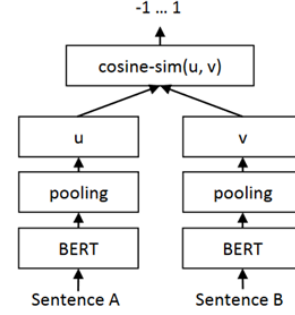 -1 … 1
cosine-sim(u, v)
u
v
pooling
pooling
BERT
BERT
Sentence A
Sentence B